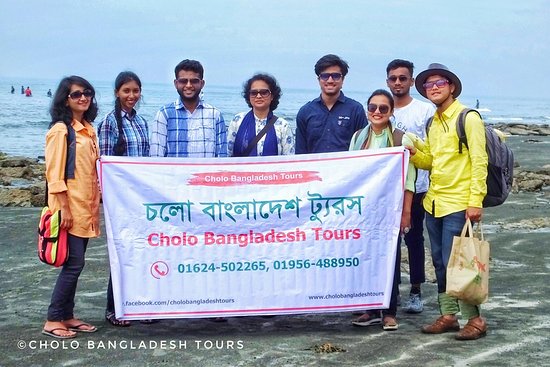 Cholo Bangladesh Tours
চলো বাংলাদেশ ট্যুরস
Cholo Bangladesh Tours
01624-502265, 01956-488950
.facebook.com/cholobangladeshtours
www.cholobangladeshtours
©CHOLO BANGLADESH TOURS